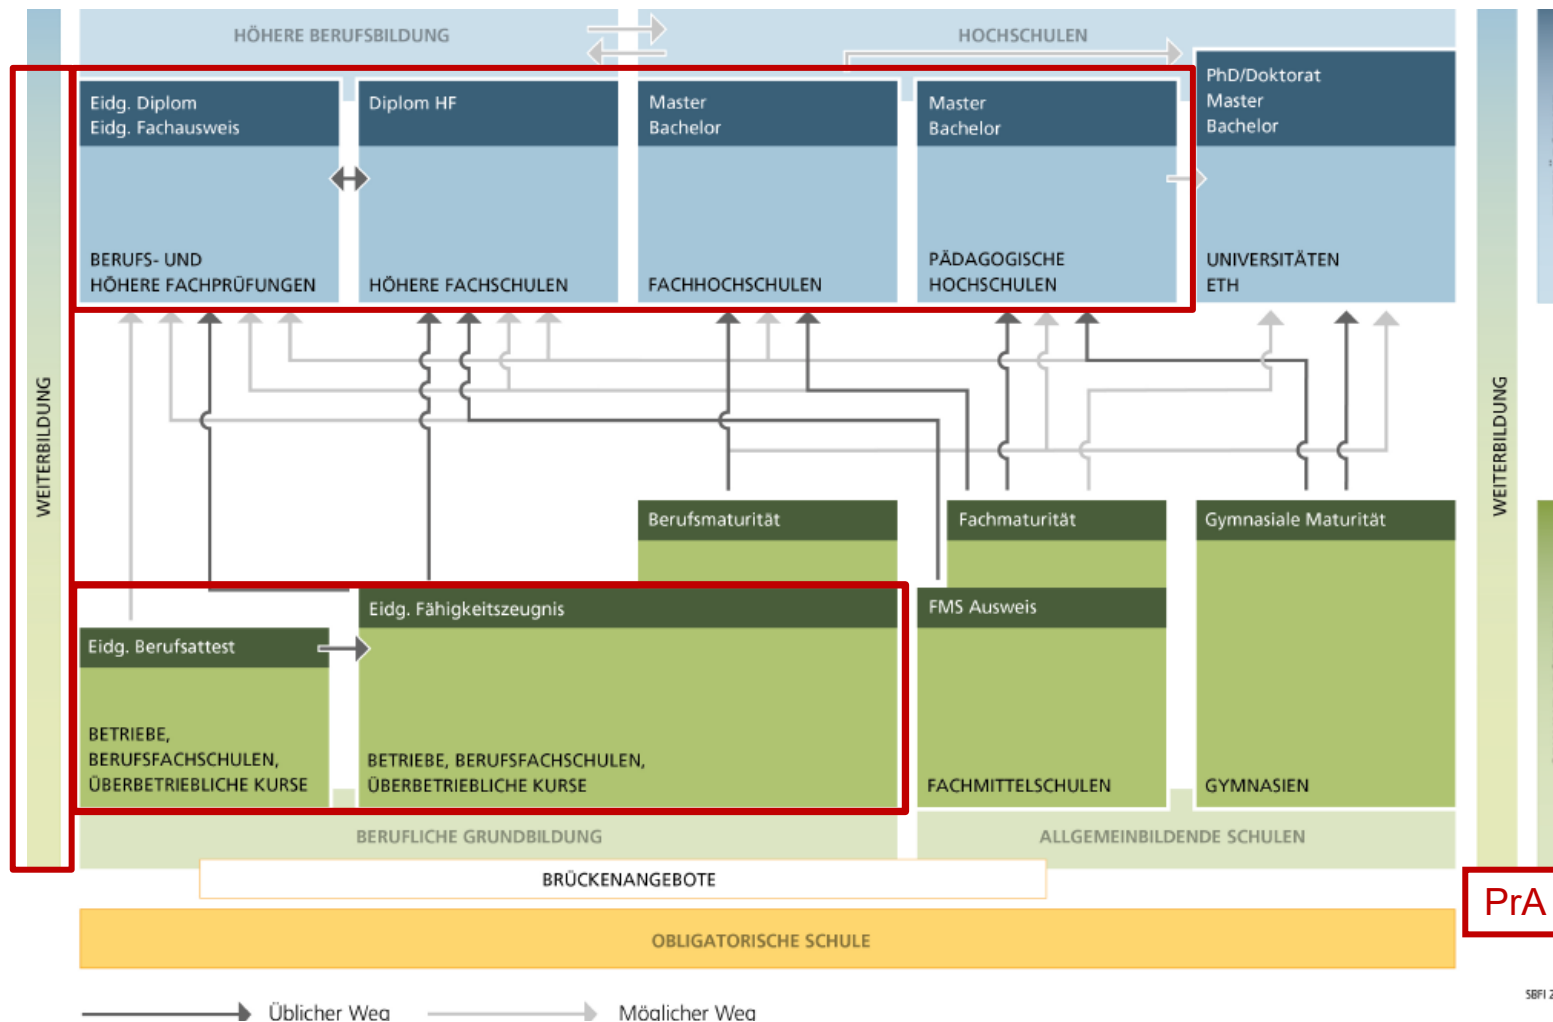 HÖHERE BERUFSBILDUNG
HOCHSCHULEN
Eidg. Diplom
Eidg. Fachausweis
BERUFS- UND
HÖHERE FACHPRÜFUNGEN
Diplom HF
HÖHERE FACHSCHULEN
Master
Bachelor
FACHHOCHSCHULEN
Master
Bachelor
PÄDAGOGISCHE
HOCHSCHULEN
PhD/Doktorat
Master
Bachelor
UNIVERSITÄTEN
ETH
WEITERBILDUNG
WEITERBILDUNG
Berufsmaturität
Fachmaturität
Gymnasiale Maturität
Eidg. Berufsattest
BETRIEBE,
BERUFSFACHSCHULEN,
ÜBERBETRIEBLICHE KURSE
Eidg. Fähigkeitszeugnis
BETRIEBE, BERUFSFACHSCHULEN,
ÜBERBETRIEBLICHE KURSE
FMS Ausweis
FACHMITTELSCHULEN
GYMNASIEN
BERUFLICHE GRUNDBILDUNG
ALLGEMEINBILDENDE SCHULEN
BRÜCKENANGEBOTE
PrA
OBLIGATORISCHE SCHULE
SBFI 2
Üblicher Weg
Möglicher Weg